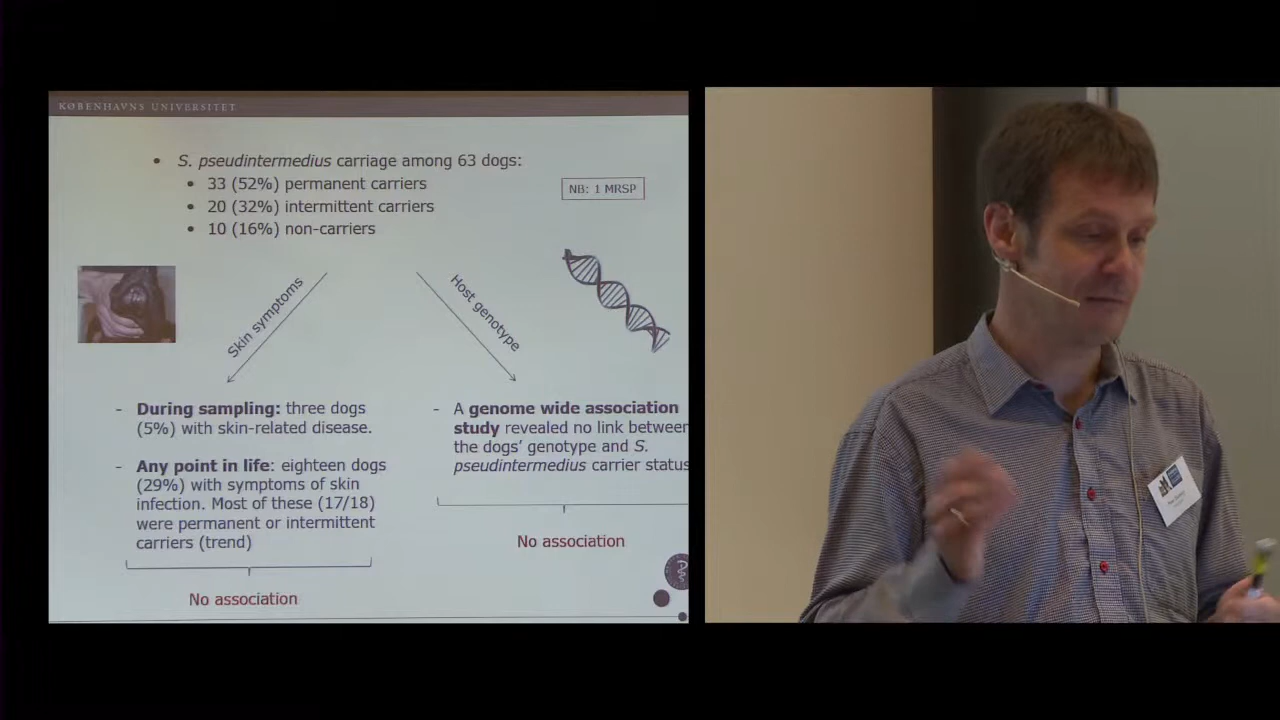 KØBENHAVNS UNIVERSITET
• S. pseudintermedius carriage among 63 dogs:
• 33 (52%) permanent carriers
• 20 (32%) intermittent carriers
• 10 (16%) non-carriers
NB: 1 MRSP
Skin symptoms
Host genotype
- During sampling: three dogs
(5%) with skin-related disease.
- Any point in life: eighteen dogs
(29%) with symptoms of skin
infection. Most of these (17/18)
were permanent or intermittent
carriers (trend)
No association
- A genome wide association
study revealed no link between
the dogs' genotype and S.
pseudintermedius carrier status
No association